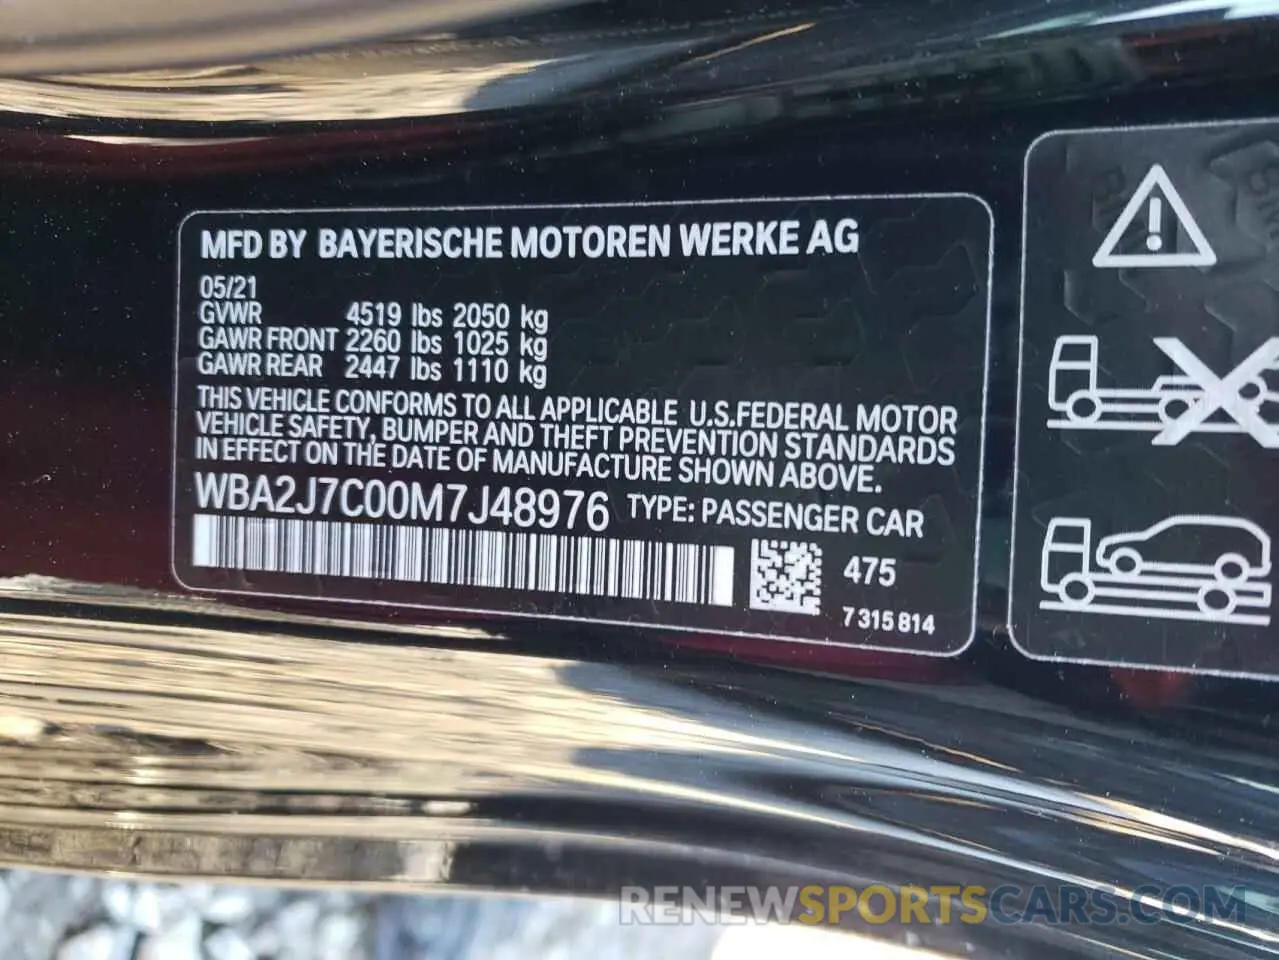 MFD BY BAYERISCHE MOTOREN WERKE AG
05/21
GVWR 4519 lbs 2050 kg
GAWR FRONT 2260 lbs 1025 kg
GAWR REAR 2447 lbs 1110 kg
THIS VEHICLE CONFORMS TO ALL APPLICABLE U.S.FEDERAL MOTOR
VEHICLE SAFETY, BUMPER AND THEFT PREVENTION STANDARDS
IN EFFECT ON THE DATE OF MANUFACTURE SHOWN ABOVE.
WBA2J7C00M7J48976 TYPE: PASSENGER CAR
475
7 315 814
RENEWSPORTSCARS.COM